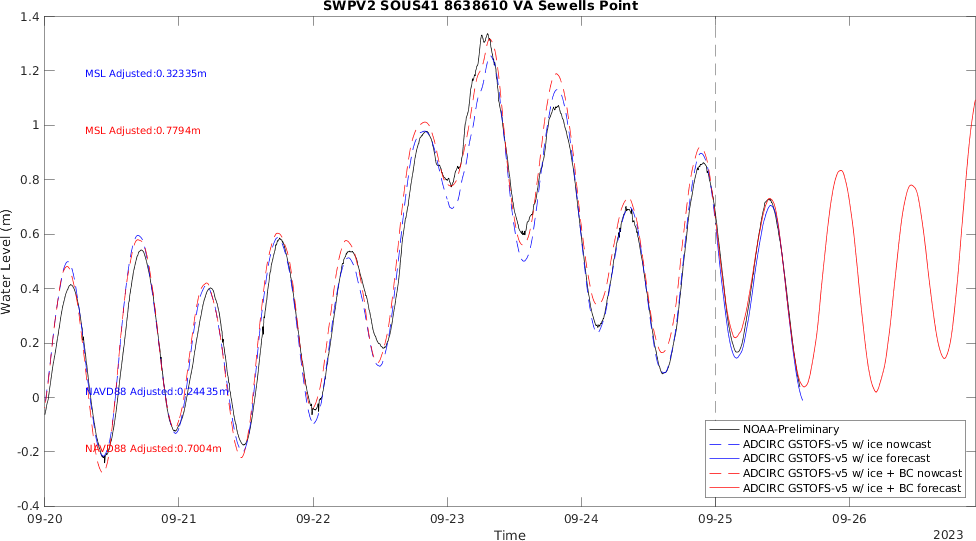 SWPV2 SOUS41 8638610 VA Sewells Point
1.4
1.2
1
0.8
0.6
0.4
0.2
0
-0.2
-0.4
Water Level (m)
MSL Adjusted:0.32335m
MSL Adjusted:0.7794m
NAVD88 Adjusted:0.24435m
NAVD88 Adjusted:0.7004m
NOAA-Preliminary
ADCIRC GSTOFS-v5 w/ ice nowcast
ADCIRC GSTOFS-v5 w/ ice forecast
ADCIRC GSTOFS-v5 w/ ice + BC nowcast
ADCIRC GSTOFS-v5 w/ ice + BC forecast
09-20 09-21 09-22 09-23 09-24 09-25 09-26
Time
2023